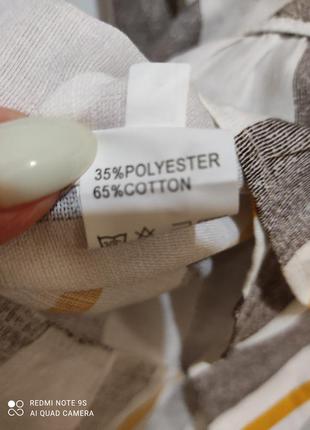 35%POLYESTER
65%COTTON
REDMI NOTE 9S
AI QUAD CAMERA